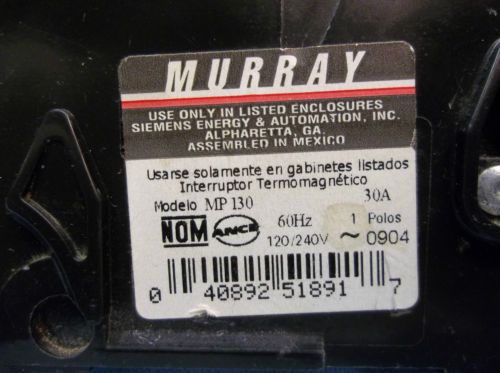 MURRAY
USE ONLY IN LISTED ENCLOSURES
SIEMENS ENERGY & AUTOMATION, INC.
ALPHARETTA, GA.
ASSEMBLED IN MEXICO
Usarse solamente en gabinetes listados
Interruptor Termomagnético
Modelo MP 130 30A
NOM ANCE 60Hz 1 Polos
120/240V ~ 0904
0 40892 51891 7